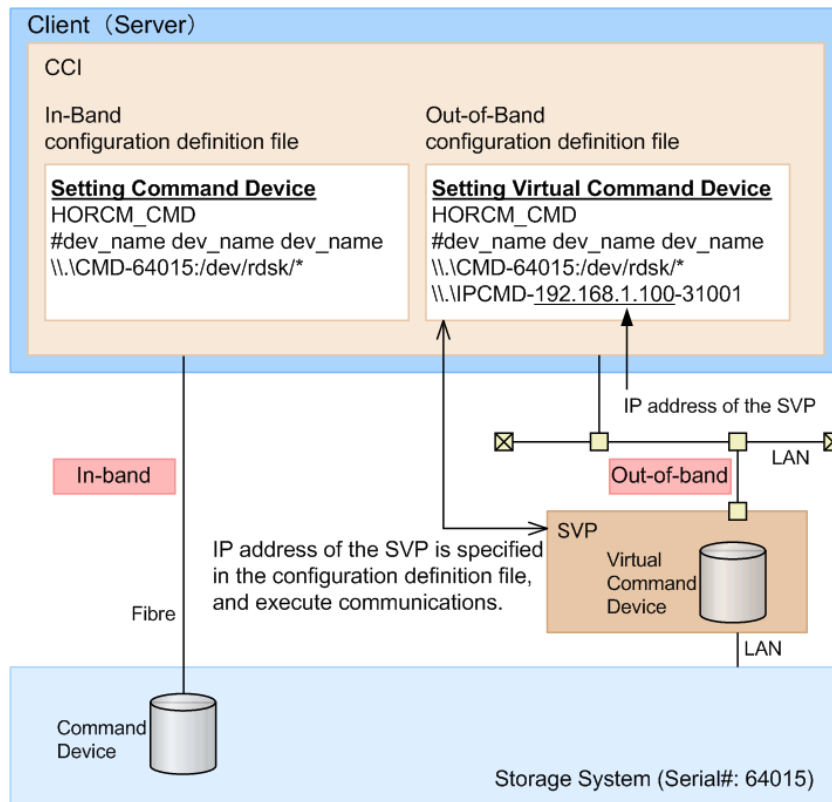 Client（Server）
CCI
In-Band
configuration definition file
Setting Command Device
HORCM_CMD
#dev_name dev_name dev_name
\\.\CMD-64015:/dev/rdsk/*
Out-of-Band
configuration definition file
Setting Virtual Command Device
HORCM_CMD
#dev_name dev_name dev_name
\\.\CMD-64015:/dev/rdsk/*
\\.\IPCMD-192.168.1.100-31001
IP address of the SVP
LAN
In-band
Out-of-band
IP address of the SVP is specified
in the configuration definition file,
and execute communications.
SVP
Virtual
Command
Device
Fibre
LAN
Command
Device
Storage System (Serial#: 64015)